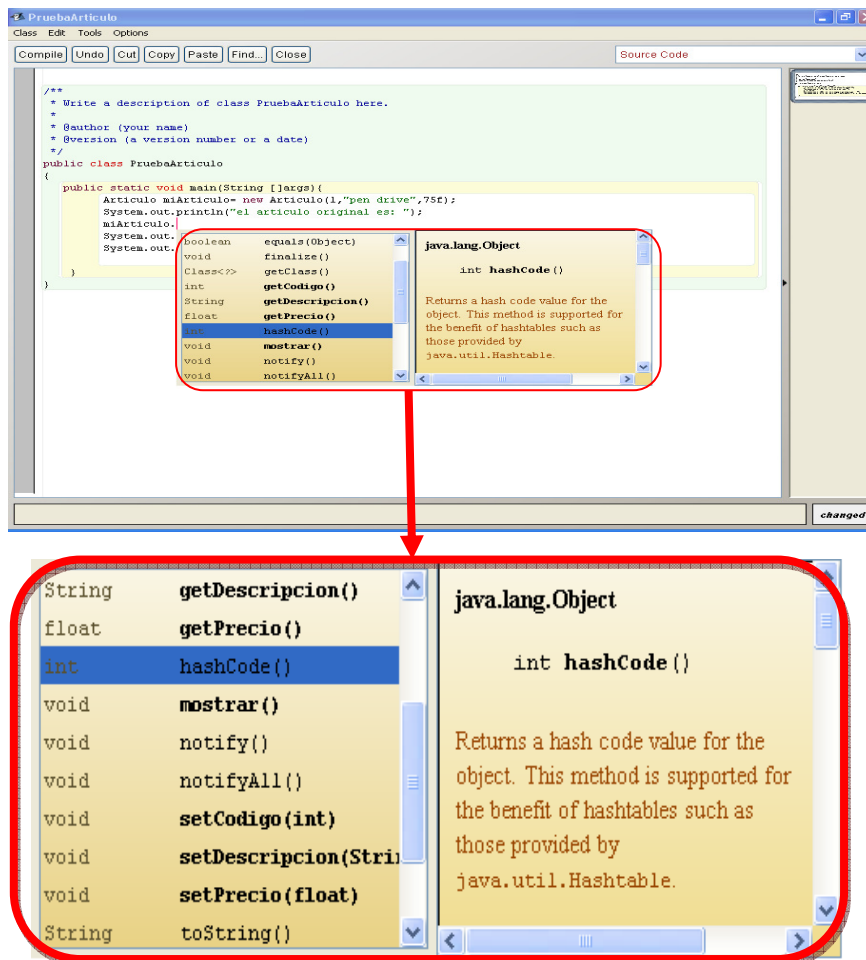 PruebaArticulo
Class Edit Tools Options
Compile Undo Cut Copy Paste Find... Close Source Code
/**
* Write a description of class PruebaArticulo here.
*
* @author (your name)
* @version (a version number or a date)
*/
public class PruebaArticulo
{
public static void main(String []args){
Articulo miArticulo= new Articulo(1,"pen drive",75f);
System.out.println("el articulo original es: ");
miArticulo.
System.out.
System.out.
}
}
boolean equals(Object)
void finalize()
Class<?> getClass()
int getCodigo()
String getDescripcion()
float getPrecio()
int hashCode()
void mostrar()
void notify()
void notifyAll()
java.lang.Object
int hashCode()
Returns a hash code value for the
object. This method is supported for
the benefit of hashtables such as
those provided by
java.util.Hashtable.
changed
String getDescripcion()
float getPrecio()
int hashCode()
void mostrar()
void notify()
void notifyAll()
void setCodigo(int)
void setDescripcion(Stri
void setPrecio(float)
String toString()
java.lang.Object
int hashCode()
Returns a hash code value for the
object. This method is supported for
the benefit of hashtables such as
those provided by
java.util.Hashtable.